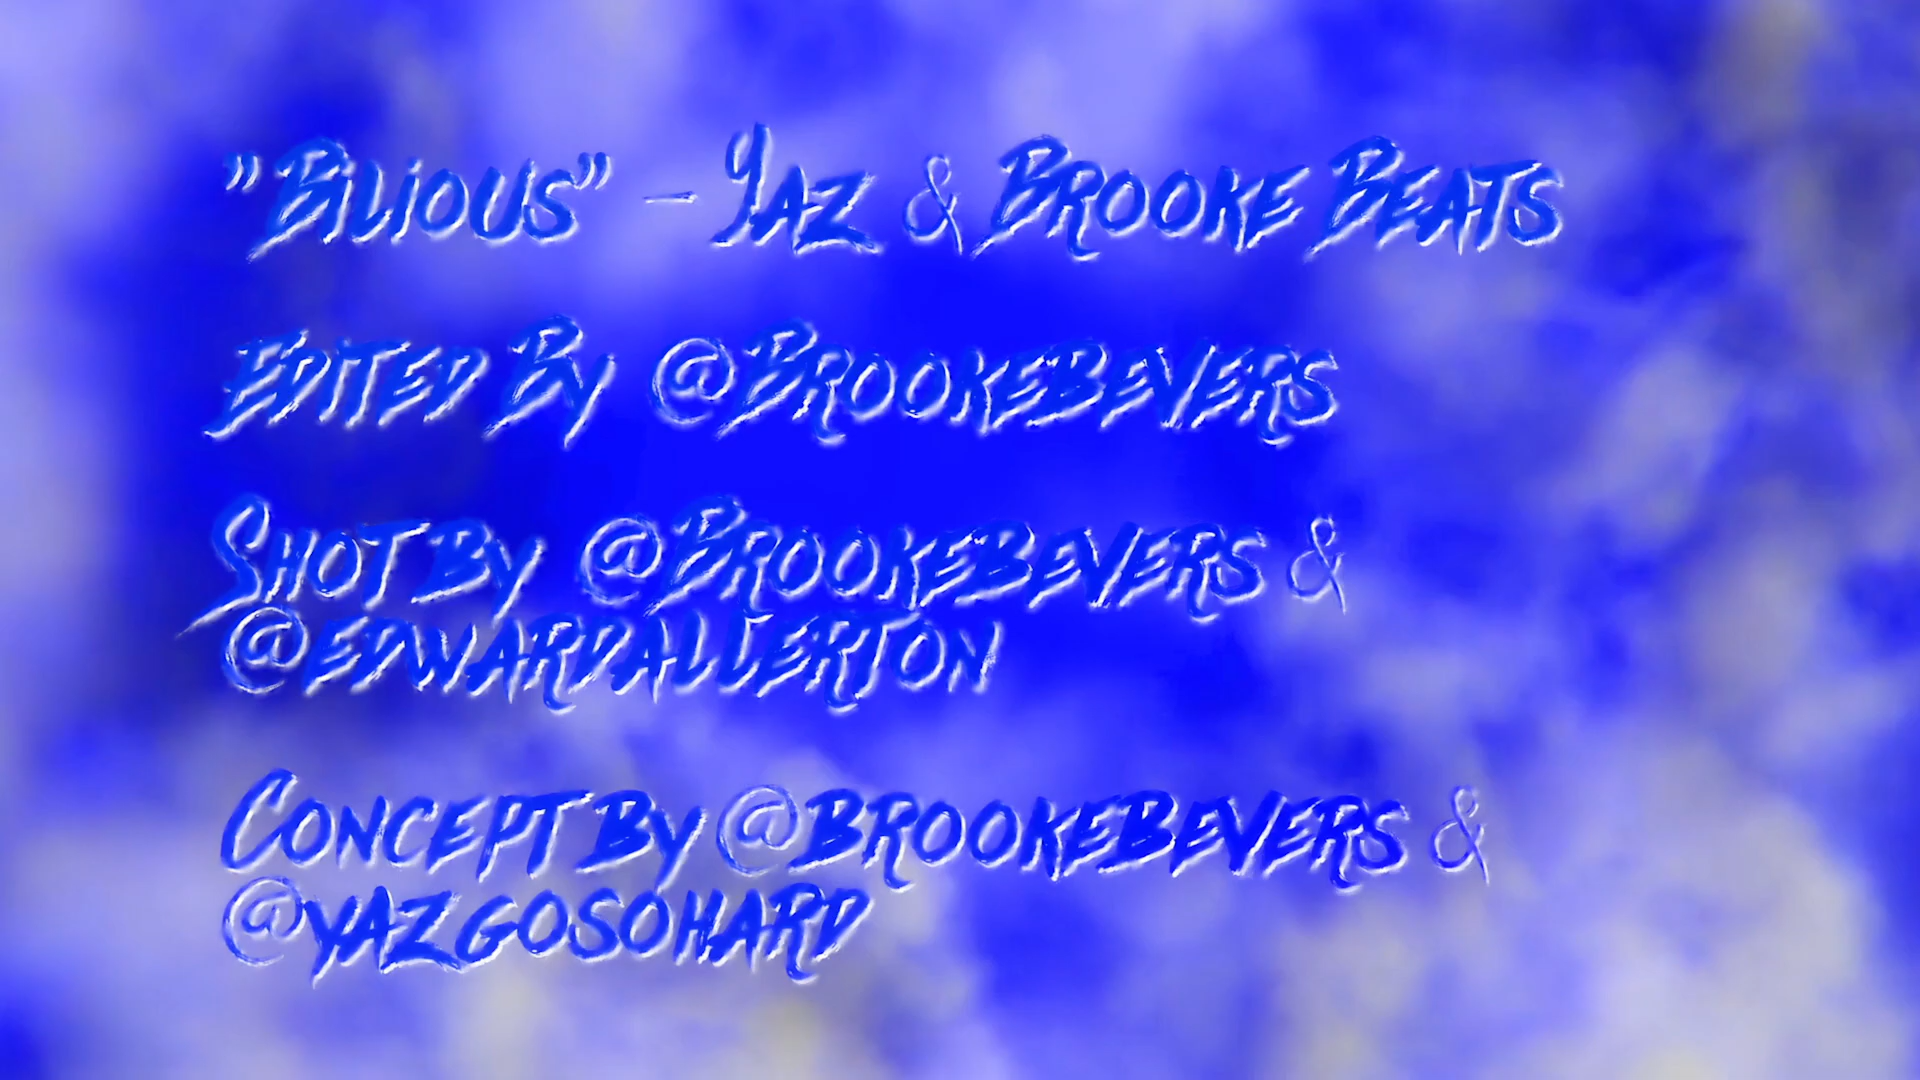 "Bilious" - Yaz & Brooke Beats
Edited By @BrookeBevers
Shot by @BrookeBevers &
@edwardallerton
Concept by @brookebevers &
@yazgosohard